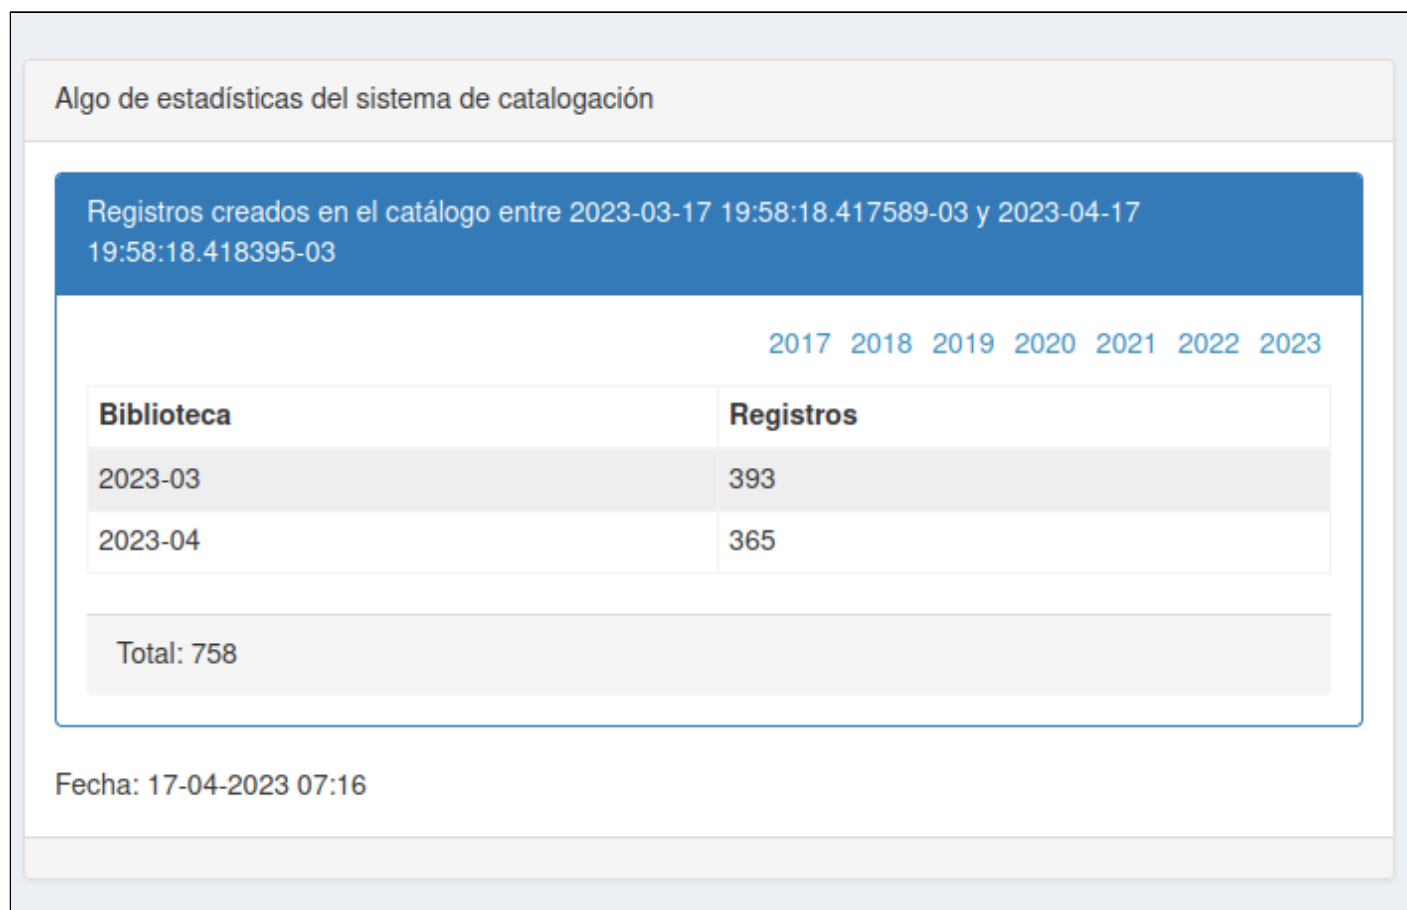 Algo de estadísticas del sistema de catalogación
Registros creados en el catálogo entre 2023-03-17 19:58:18.417589-03 y 2023-04-17
19:58:18.418395-03
2017 2018 2019 2020 2021 2022 2023
Biblioteca Registros
2023-03 393
2023-04 365
Total: 758
Fecha: 17-04-2023 07:16